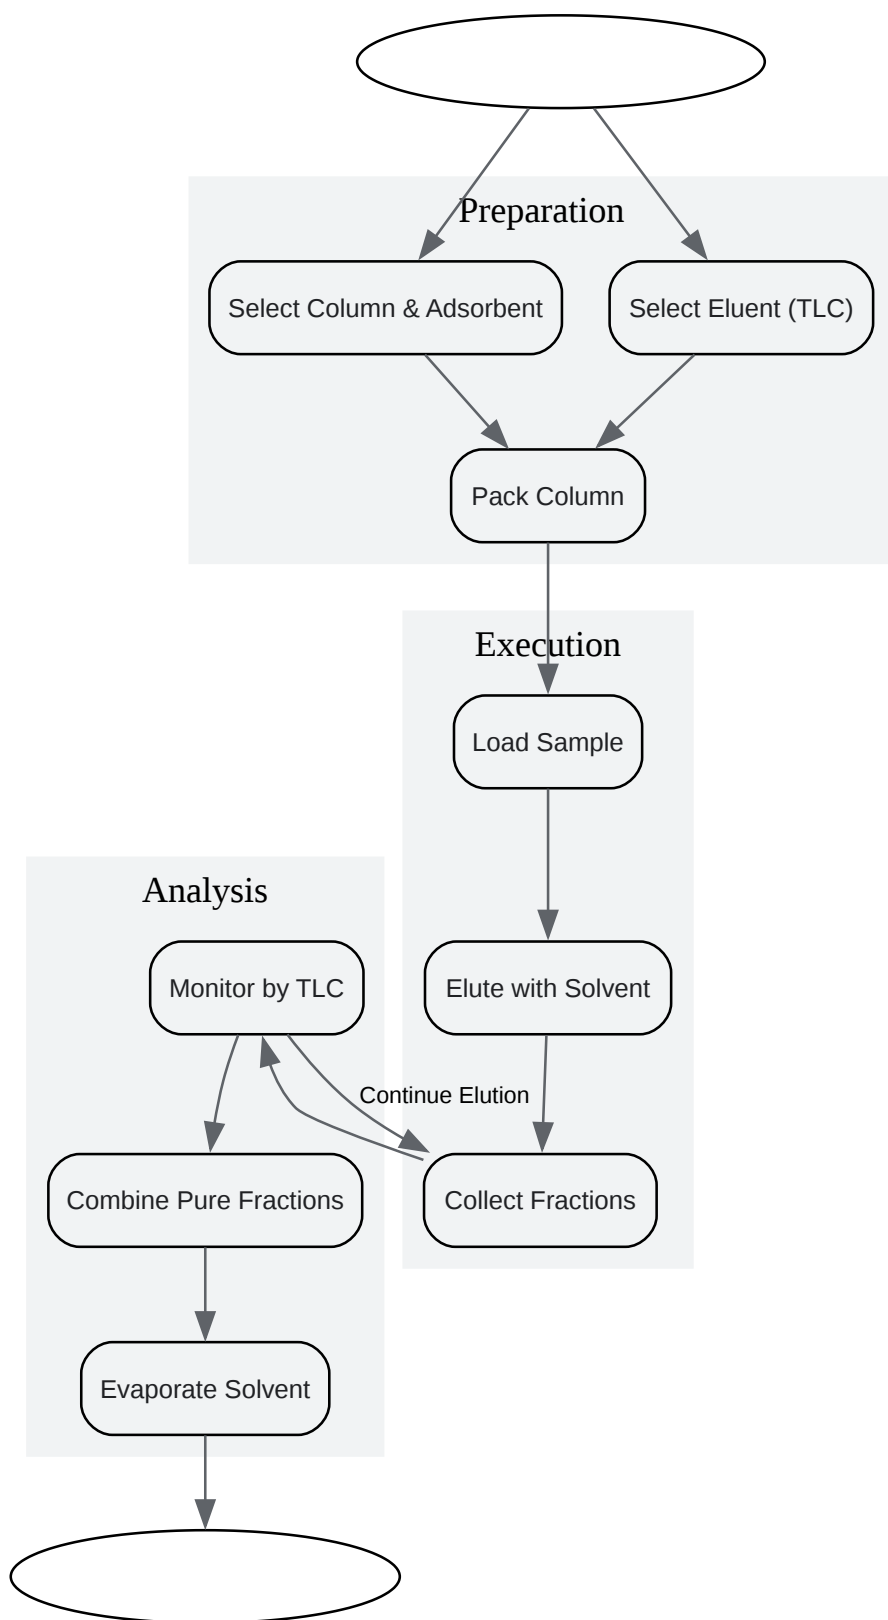 Preparation
Select Column & Adsorbent
Select Eluent (TLC)
Pack Column
Execution
Load Sample
Analysis
Monitor by TLC
Elute with Solvent
Continue Elution
Combine Pure Fractions
Collect Fractions
Evaporate Solvent